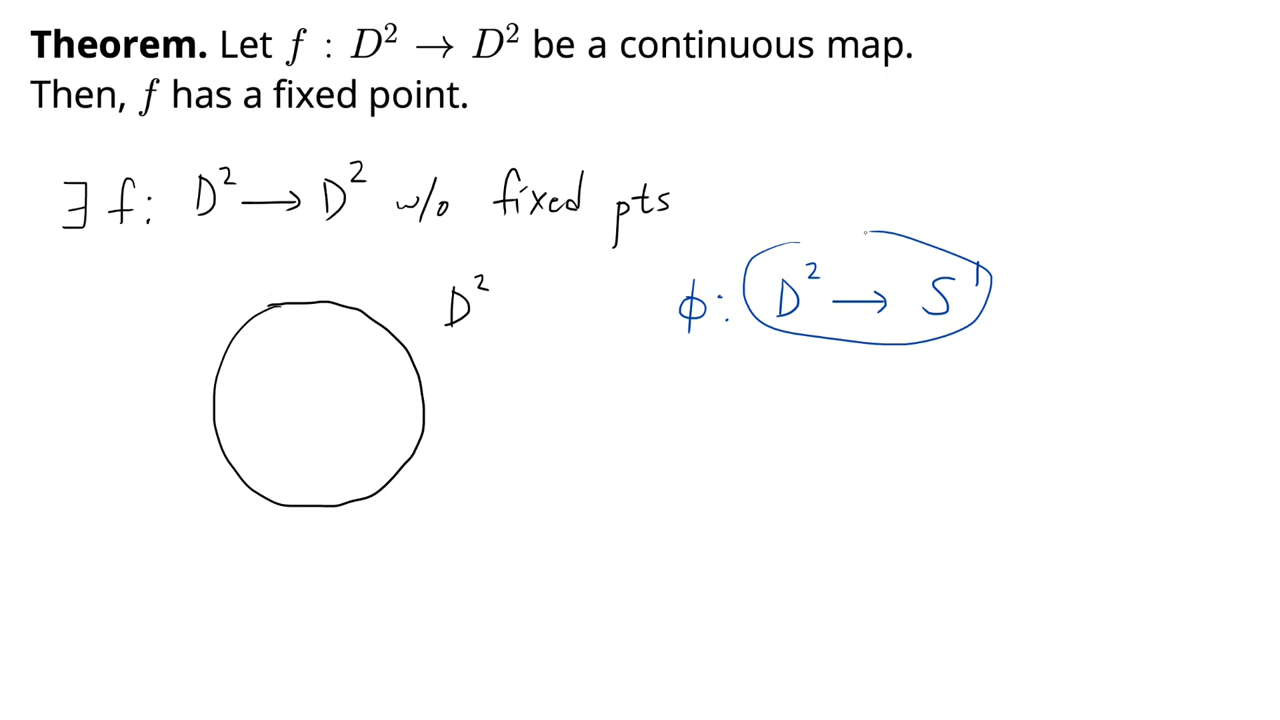 Theorem. Let f : D² → D² be a continuous map.
Then, f has a fixed point.
∃ f: D² → D² w/o fixed pts
D²
φ: D² → S¹